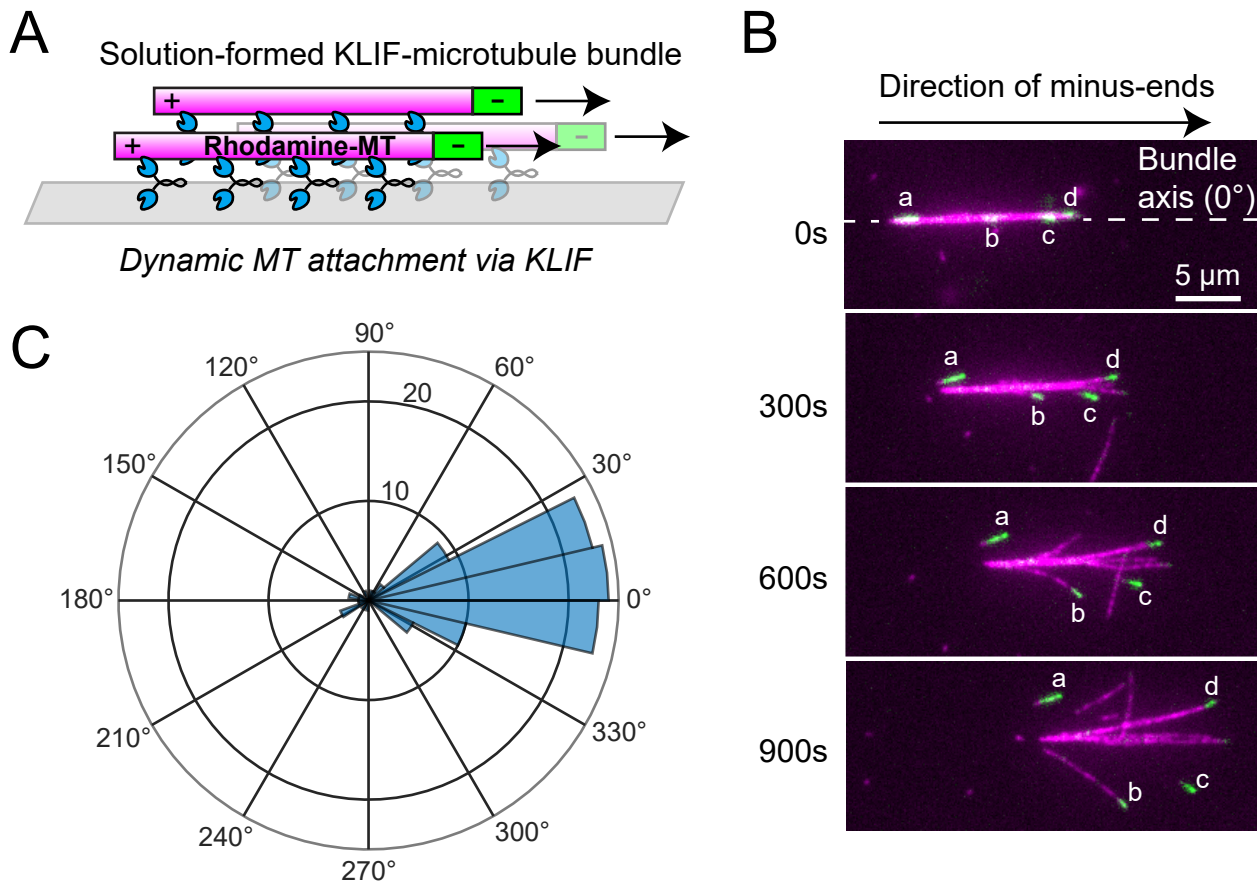 A
Solution-formed KLIF-microtubule bundle
+
−
+
Rhodamine-MT
−
−
Dynamic MT attachment via KLIF
B
Direction of minus-ends
0s
a
b
c
d
Bundle
axis (0°)
5 µm
300s
a
b
c
d
600s
a
b
c
d
900s
a
b
c
d
C
90°
120°
60°
20
150°
30°
10
180°
0°
210°
330°
240°
300°
270°